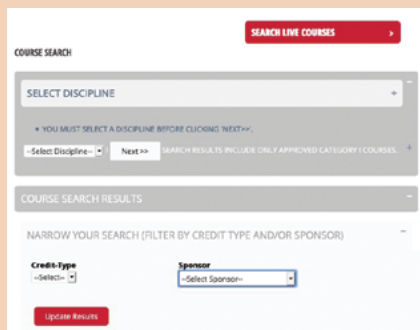 SEARCH LIVE COURSES >
COURSE SEARCH
SELECT DISCIPLINE +
• YOU MUST SELECT A DISCIPLINE BEFORE CLICKING 'NEXT>>'.
--Select Discipline-- Next >> SEARCH RESULTS INCLUDE ONLY APPROVED CATEGORY I COURSES.
COURSE SEARCH RESULTS
NARROW YOUR SEARCH (FILTER BY CREDIT TYPE AND/OR SPONSOR)
Credit-Type Sponsor
--Select-- --Select Sponsor--
Update Results